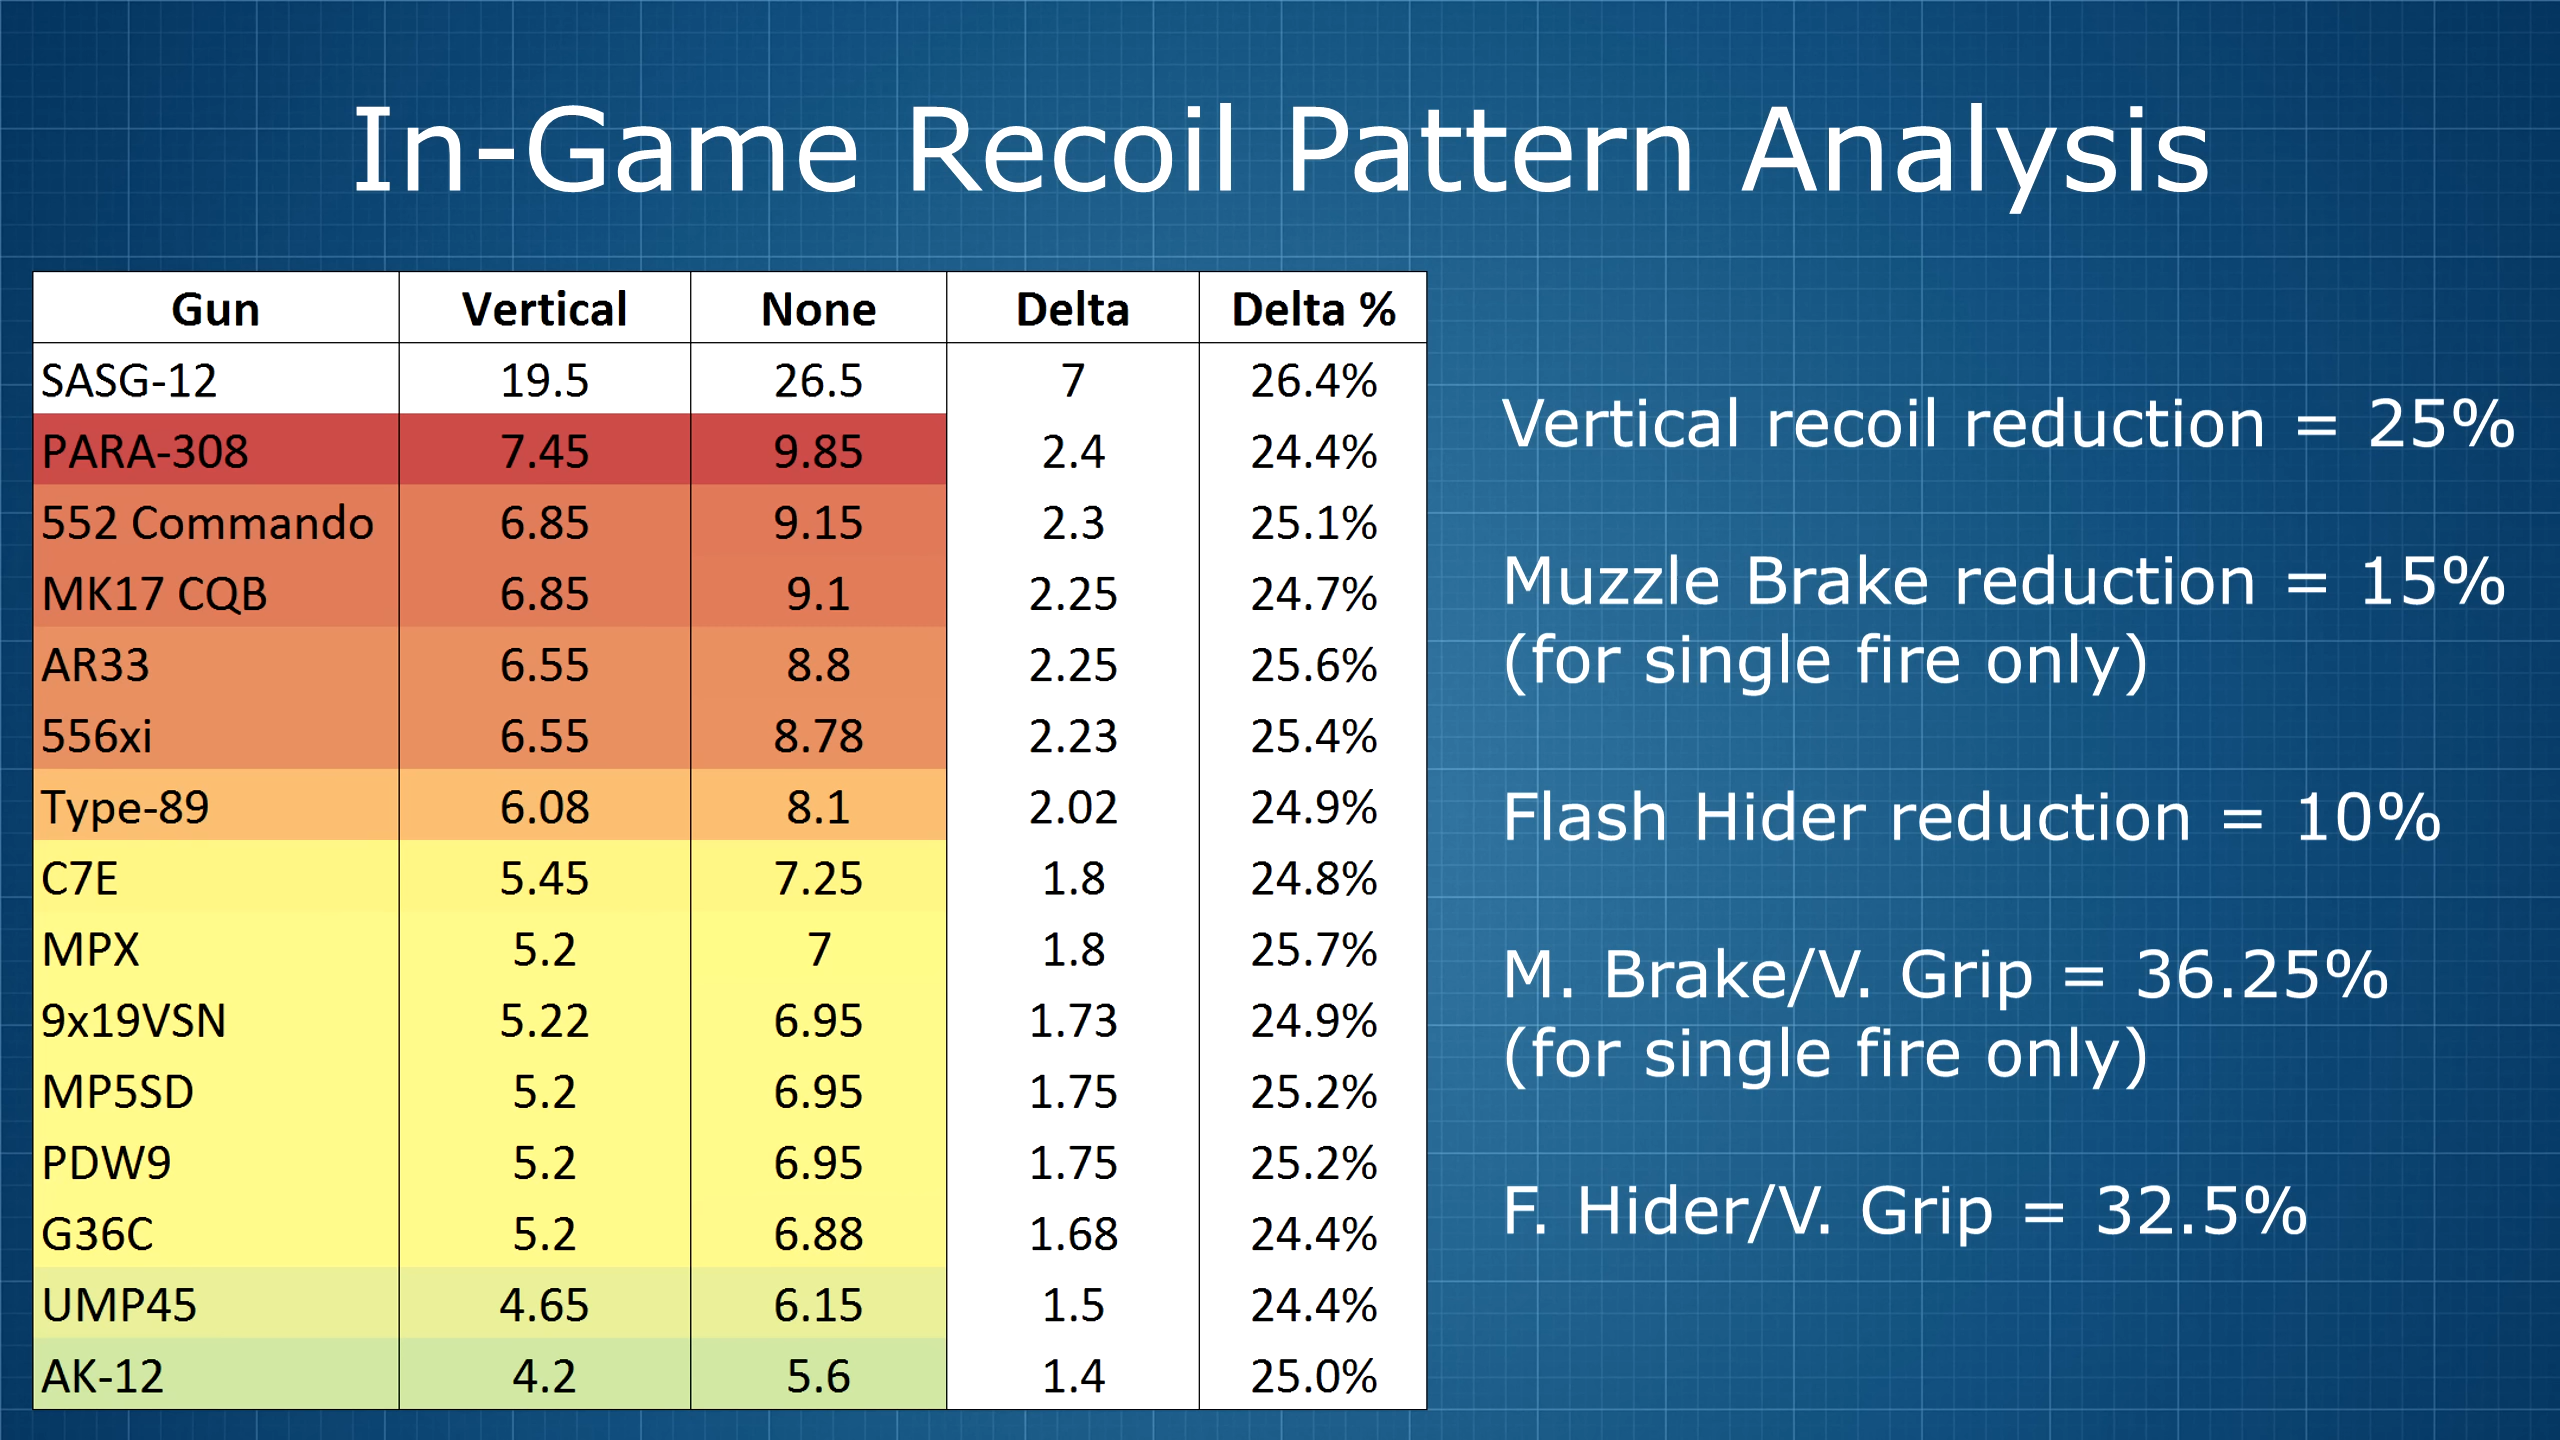 In-Game Recoil Pattern Analysis
Gun Vertical None Delta Delta %
SASG-12 19.5 26.5 7 26.4%
PARA-308 7.45 9.85 2.4 24.4%
552 Commando 6.85 9.15 2.3 25.1%
MK17 CQB 6.85 9.1 2.25 24.7%
AR33 6.55 8.8 2.25 25.6%
556xi 6.55 8.78 2.23 25.4%
Type-89 6.08 8.1 2.02 24.9%
C7E 5.45 7.25 1.8 24.8%
MPX 5.2 7 1.8 25.7%
9x19VSN 5.22 6.95 1.73 24.9%
MP5SD 5.2 6.95 1.75 25.2%
PDW9 5.2 6.95 1.75 25.2%
G36C 5.2 6.88 1.68 24.4%
UMP45 4.65 6.15 1.5 24.4%
AK-12 4.2 5.6 1.4 25.0%
Vertical recoil reduction = 25%
Muzzle Brake reduction = 15%
(for single fire only)
Flash Hider reduction = 10%
M. Brake/V. Grip = 36.25%
(for single fire only)
F. Hider/V. Grip = 32.5%